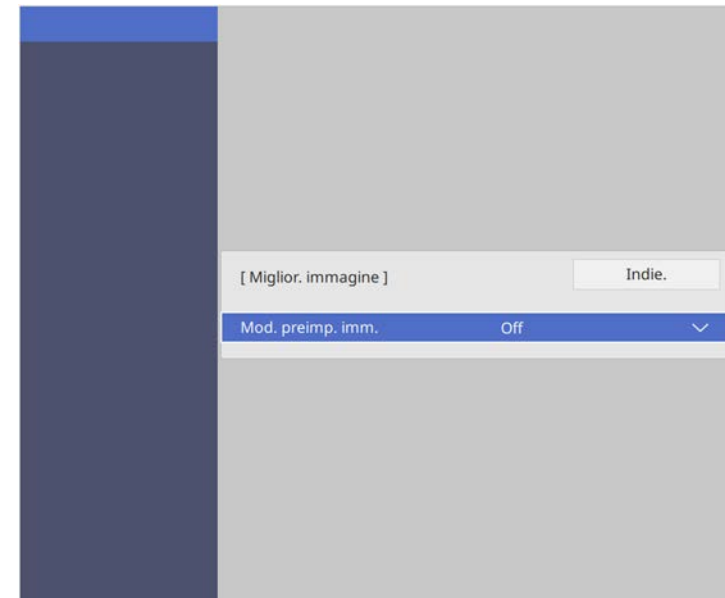 [ Miglior. immagine ]
Indie.
Mod. preimp. imm. Off